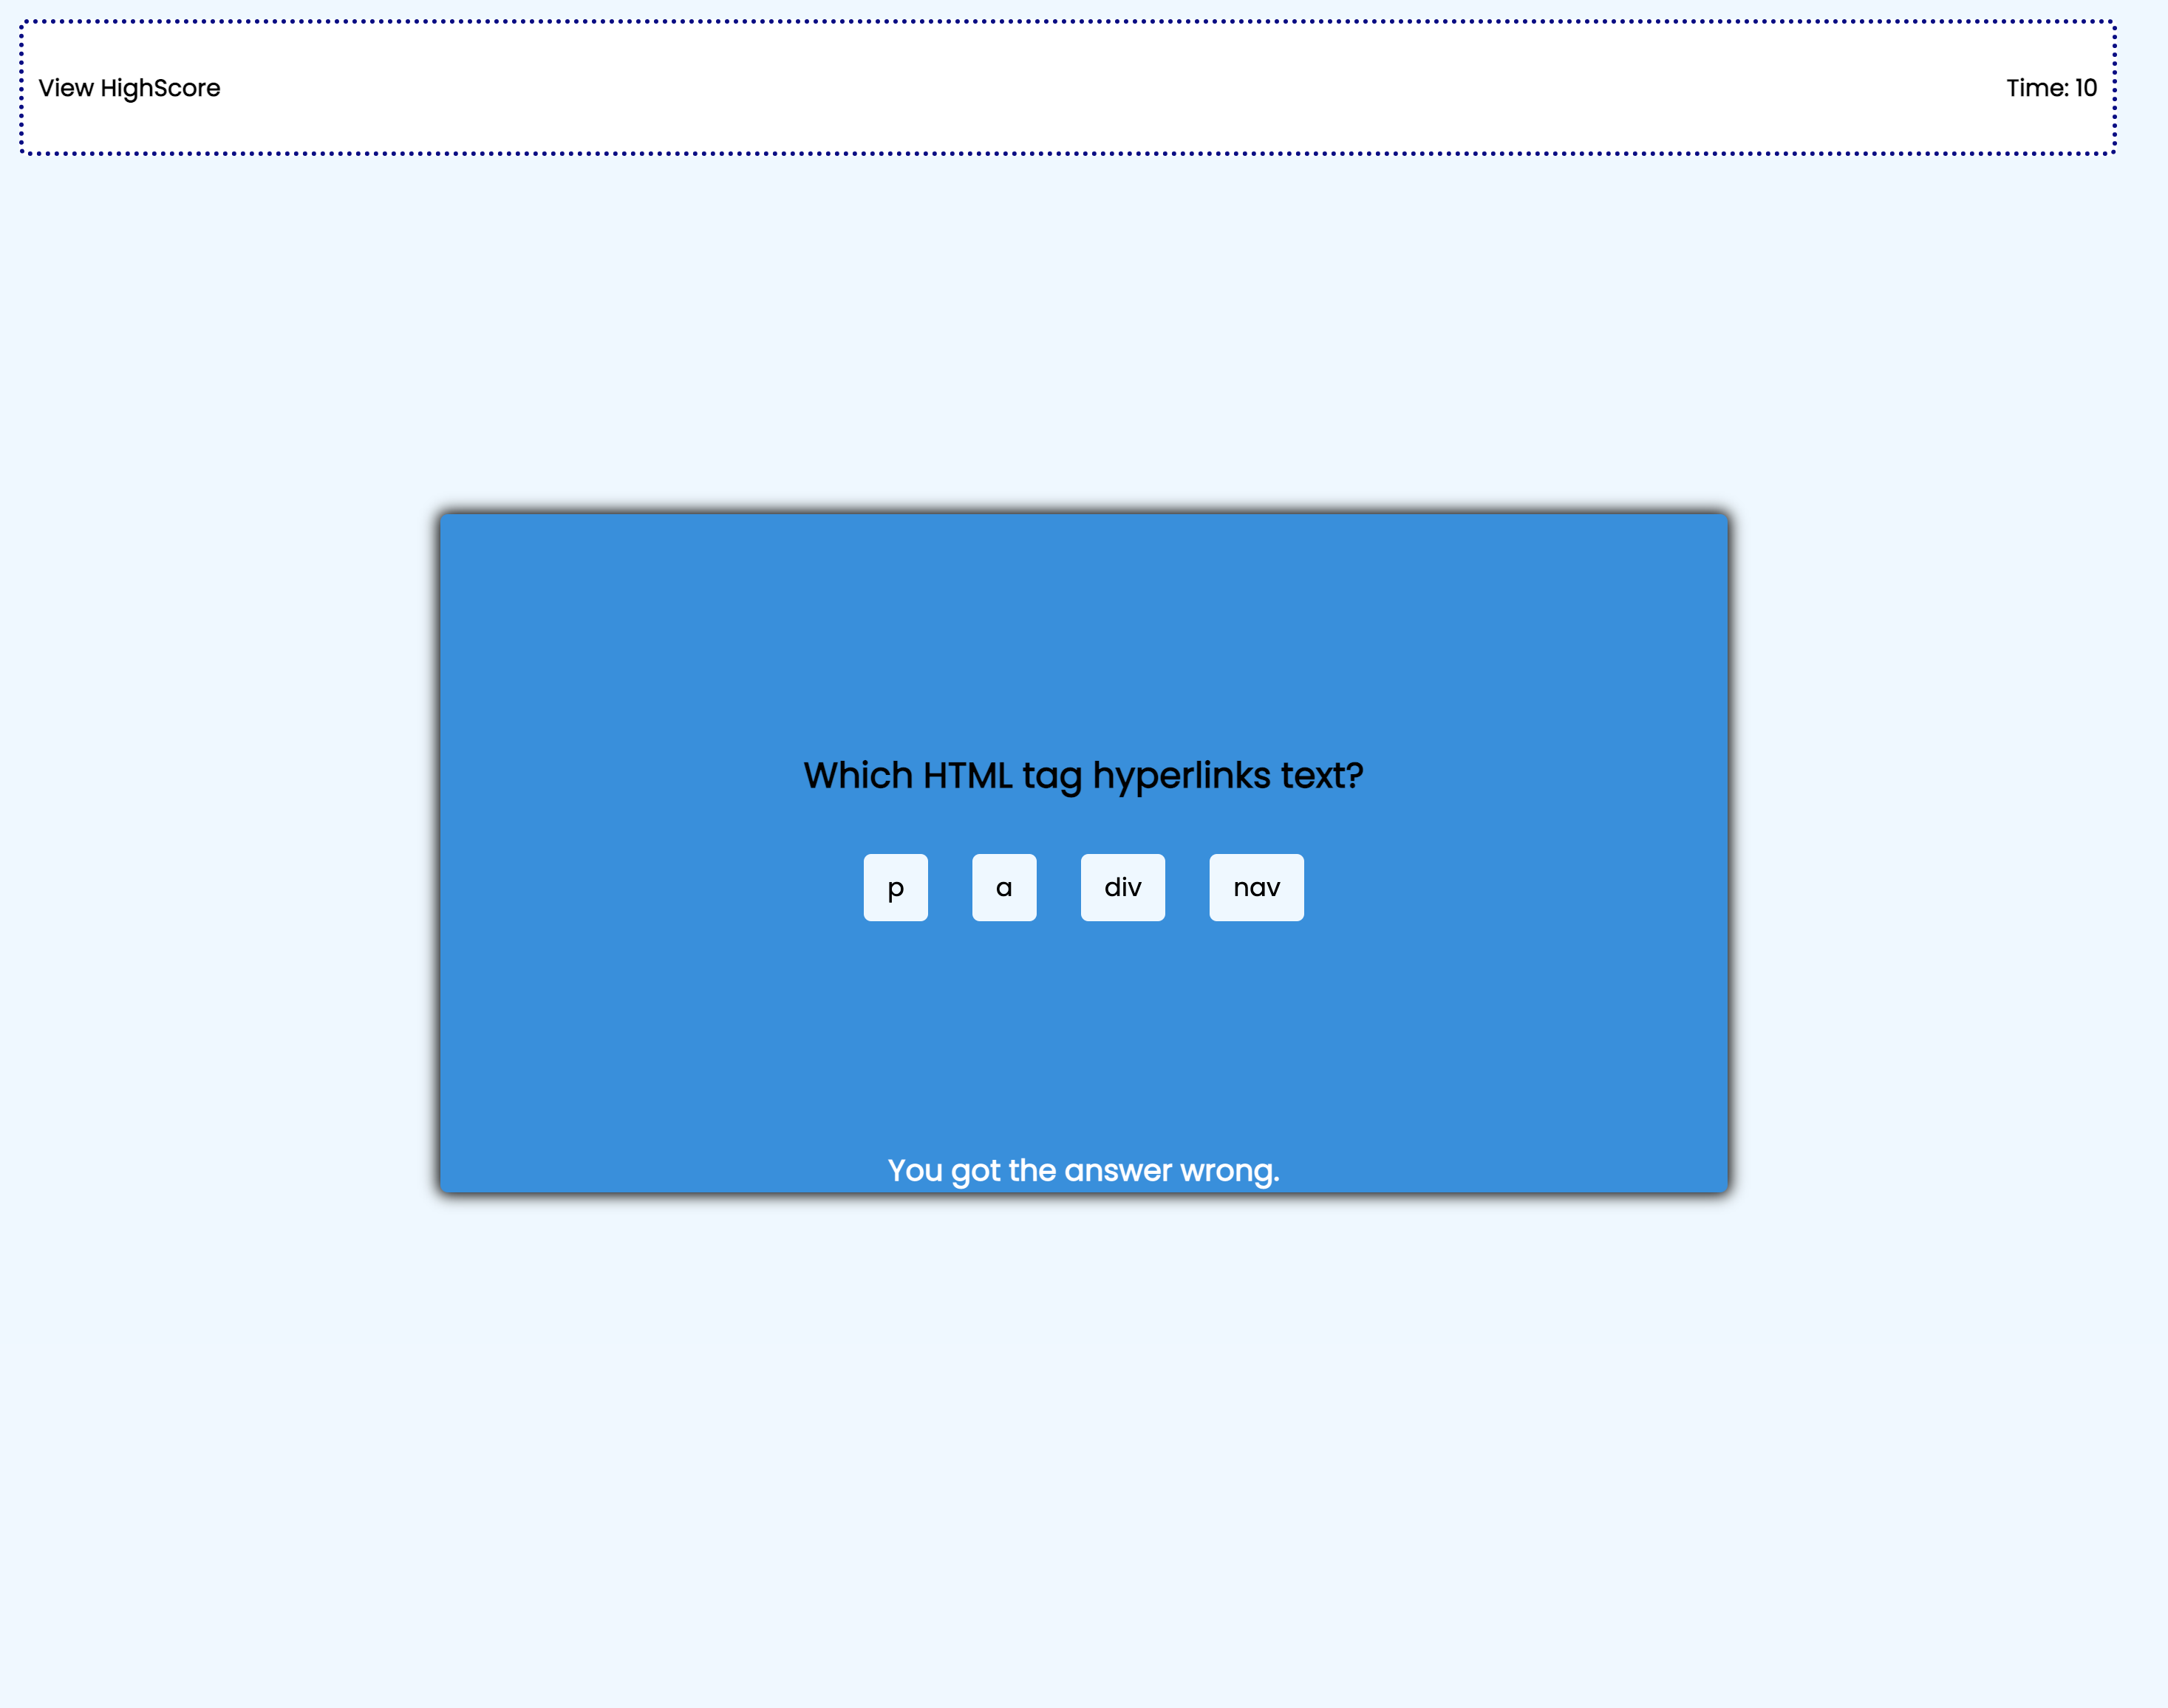 View HighScore
Time: 10
Which HTML tag hyperlinks text?
p
a
div
nav
You got the answer wrong.